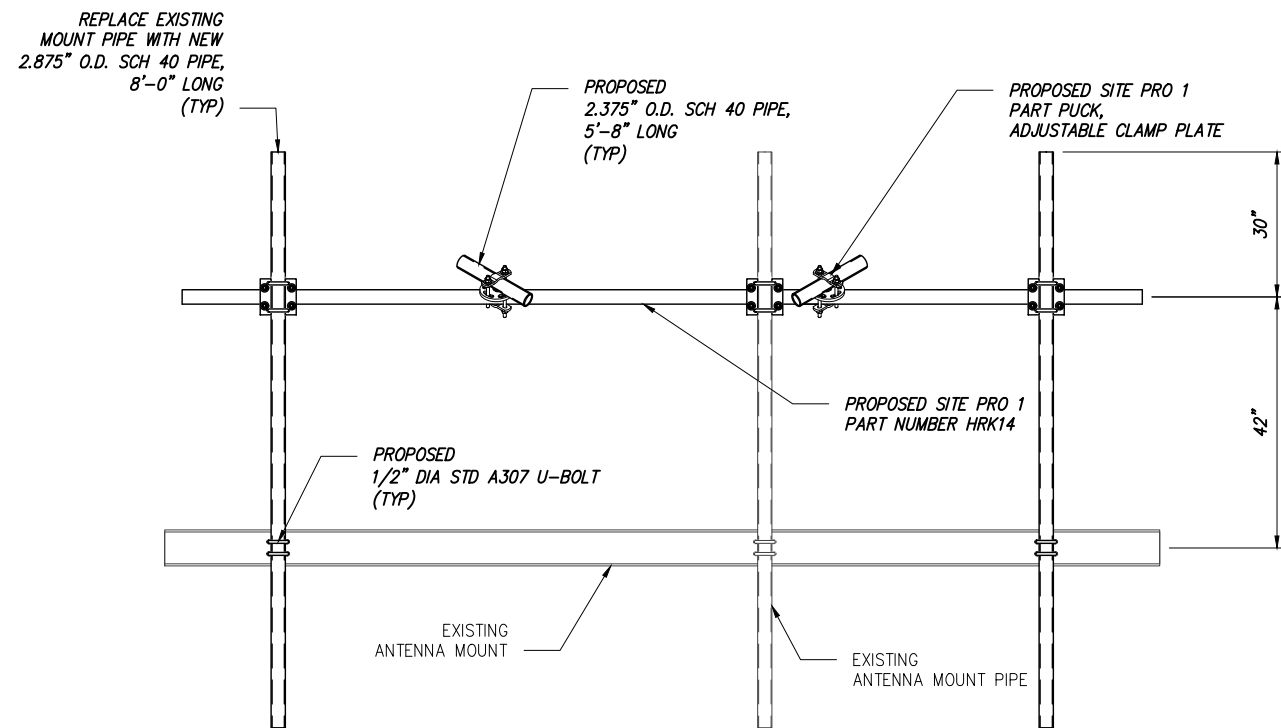 REPLACE EXISTING
MOUNT PIPE WITH NEW
2.875" O.D. SCH 40 PIPE,
8'-0" LONG
(TYP)
PROPOSED
2.375" O.D. SCH 40 PIPE,
5'-8" LONG
(TYP)
PROPOSED SITE PRO 1
PART PUCK,
ADJUSTABLE CLAMP PLATE
30"
42"
PROPOSED SITE PRO 1
PART NUMBER HRK14
PROPOSED
1/2" DIA STD A307 U-BOLT
(TYP)
EXISTING
ANTENNA MOUNT
EXISTING
ANTENNA MOUNT PIPE